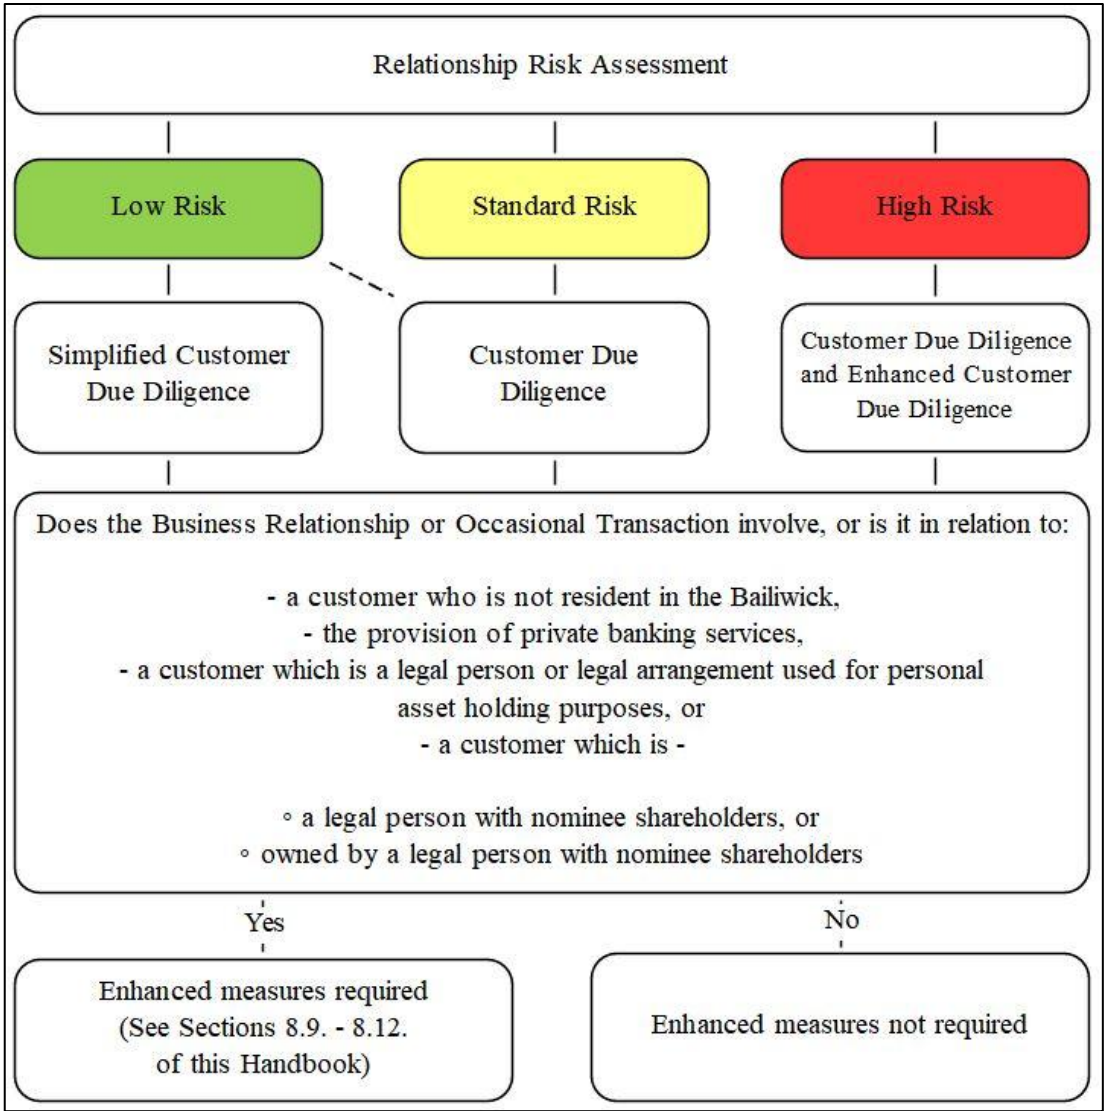 Relationship Risk Assessment
Low Risk
Standard Risk
High Risk
Simplified Customer
Due Diligence
Customer Due
Diligence
Customer Due Diligence
and Enhanced Customer
Due Diligence
Does the Business Relationship or Occasional Transaction involve, or is it in relation to:
- a customer who is not resident in the Bailiwick,
- the provision of private banking services,
- a customer which is a legal person or legal arrangement used for personal
asset holding purposes, or
- a customer which is -
◦ a legal person with nominee shareholders, or
◦ owned by a legal person with nominee shareholders
Yes
No
Enhanced measures required
(See Sections 8.9. - 8.12.
of this Handbook)
Enhanced measures not required